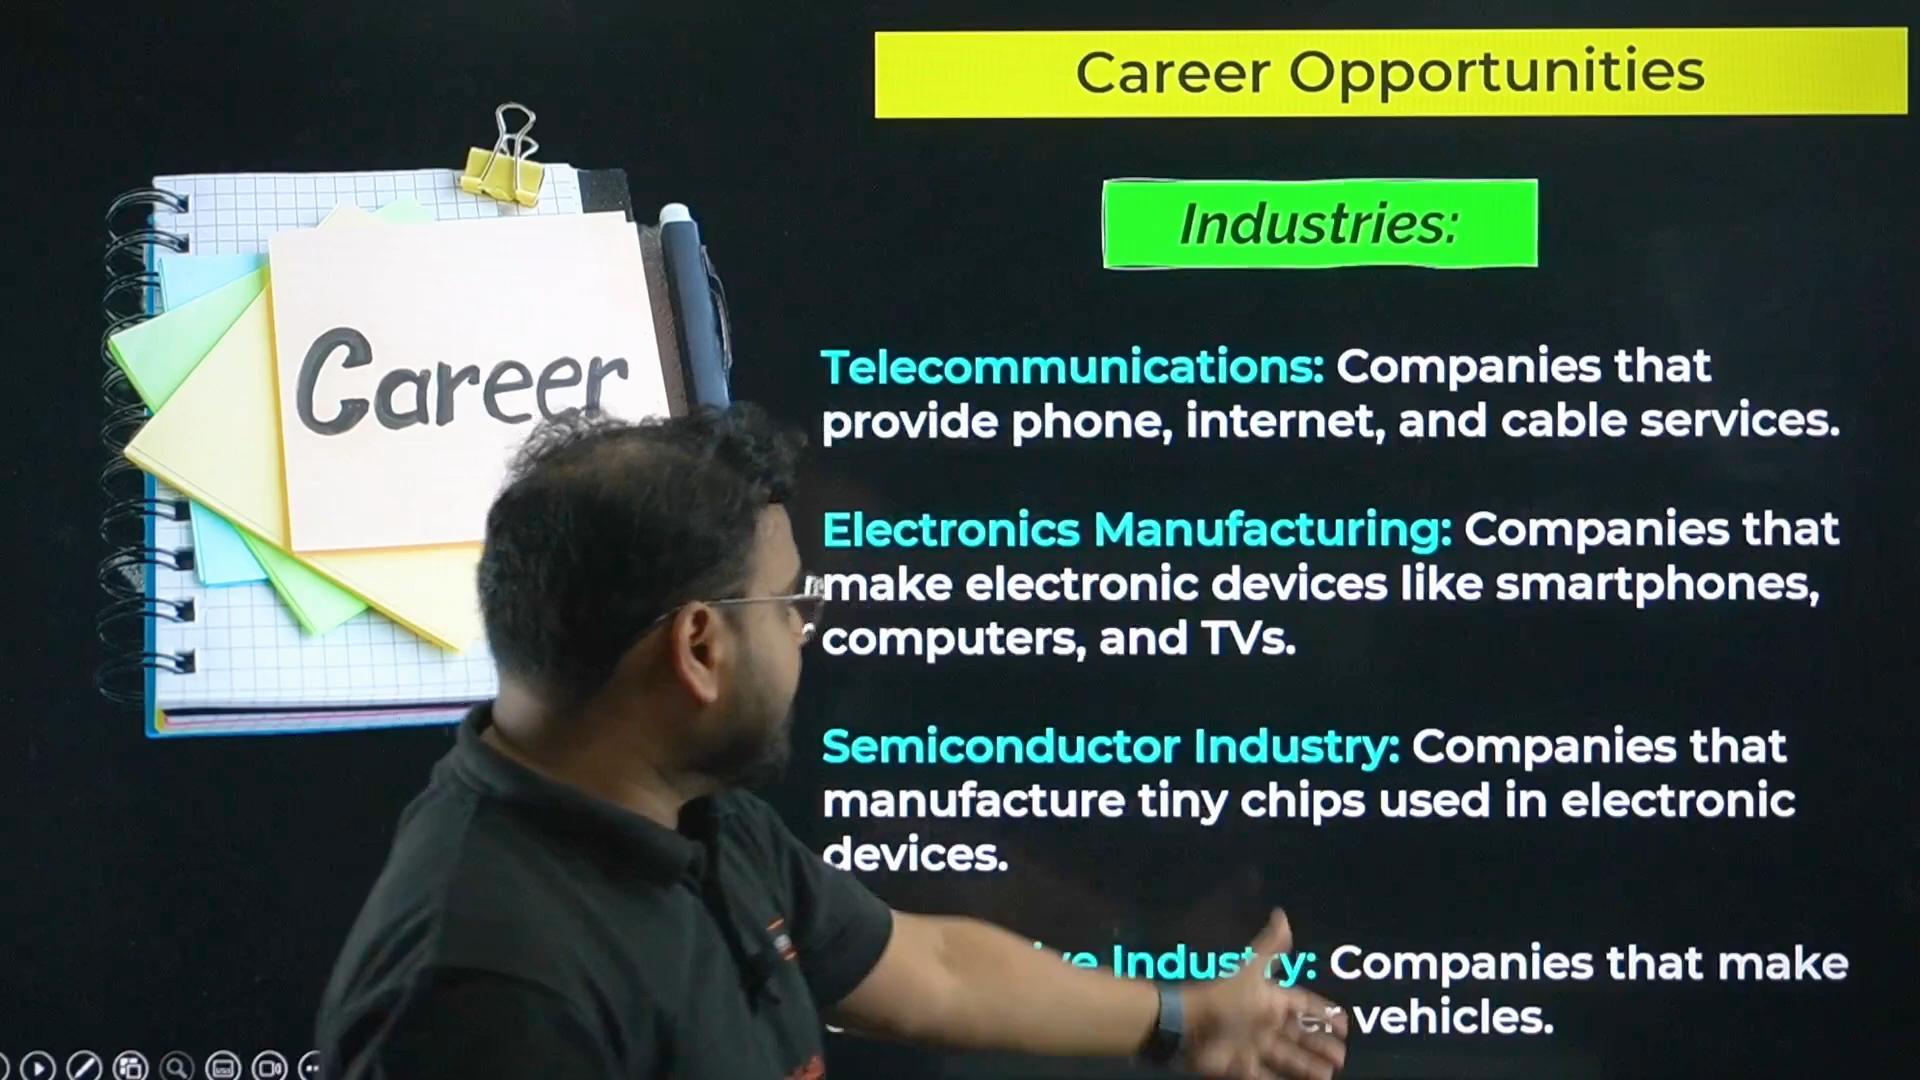 Career Opportunities
Industries:
Career
Telecommunications: Companies that
provide phone, internet, and cable services.
Electronics Manufacturing: Companies that
make electronic devices like smartphones,
computers, and TVs.
Semiconductor Industry: Companies that
manufacture tiny chips used in electronic
devices.
Industry: Companies that make
vehicles.